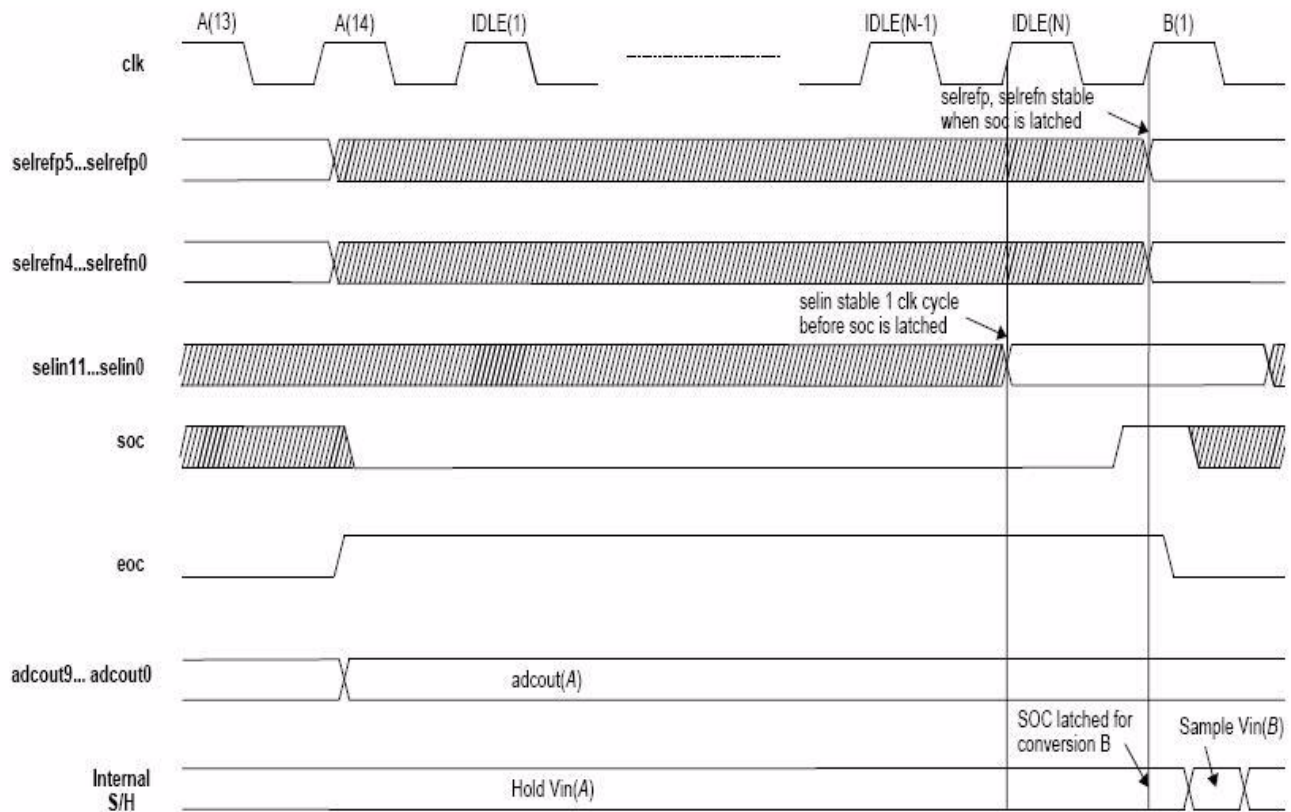 A(13) A(14) IDLE(1) IDLE(N-1) IDLE(N) B(1)
clk
selrefp, selrefn stable
when soc is latched
selrefp5...selrefp0
selrefn4...selrefn0
selin stable 1 clk cycle
before soc is latched
selin11...selin0
soc
eoc
adcout9... adcout0
adcout(A)
SOC latched for
conversion B
Sample Vin(B)
Internal
S/H
Hold Vin(A)